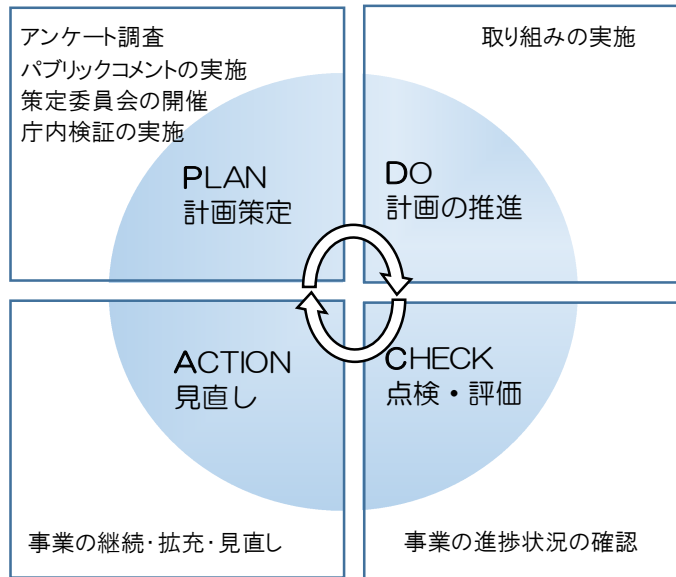 アンケート調査
パブリックコメントの実施
策定委員会の開催
庁内検証の実施
PLAN
計画策定
取り組みの実施
DO
計画の推進
ACTION
見直し
事業の継続・拡充・見直し
CHECK
点検・評価
事業の進捗状況の確認